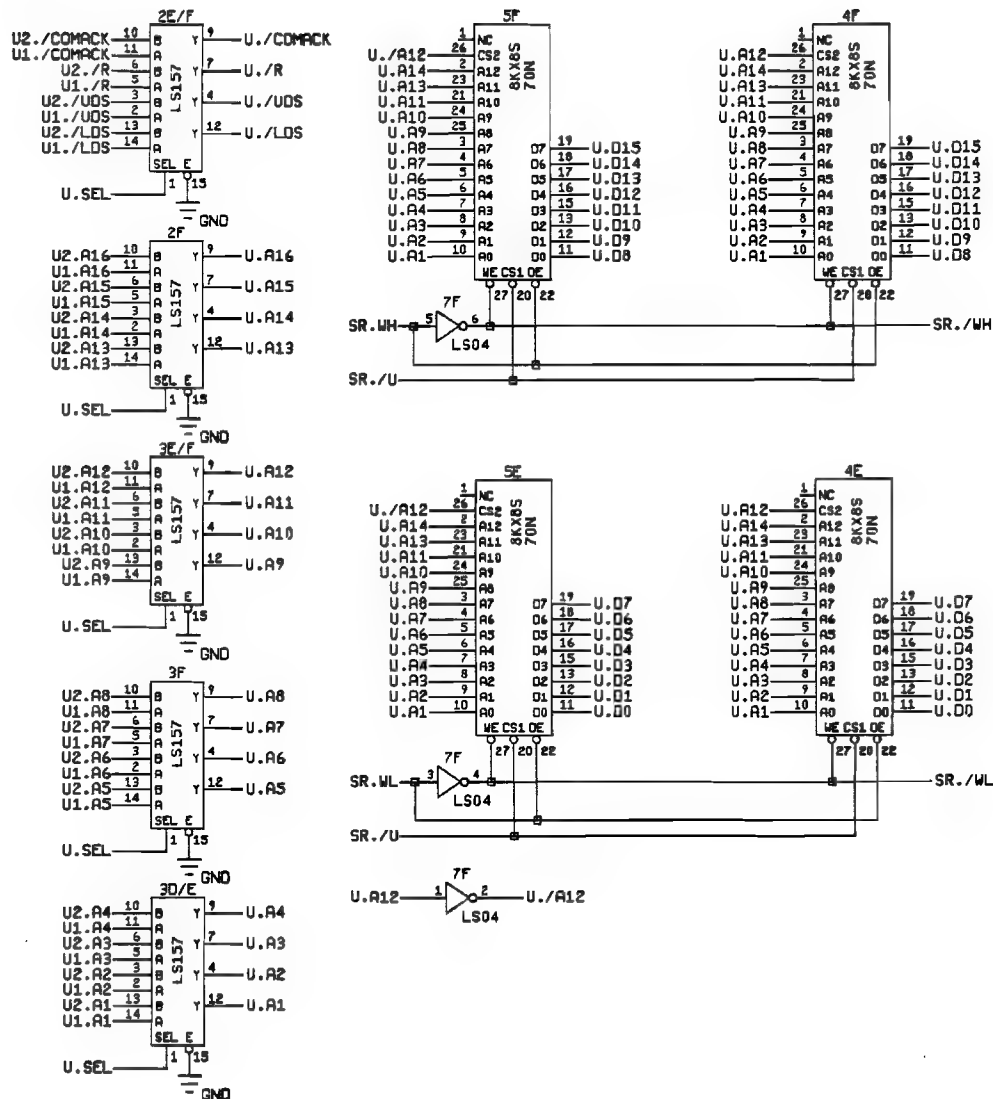 2E/F
U2./COMACK 10 B Y 9 U./COMACK
U1./COMACK 11 A
U2./R 6 B Y 7 U./R
U1./R 5 A
U2./UDS 3 B Y 4 U./UDS
U1./UDS 2 A
U2./LDS 13 B Y 12 U./LDS
U1./LDS 14 A
LS157
SEL E
U.SEL 1 15
GND
2F
U2.A16 10 B Y 9 U.A16
U1.A16 11 A
U2.A15 6 B Y 7 U.A15
U1.A15 5 A
U2.A14 3 B Y 4 U.A14
U1.A14 2 A
U2.A13 13 B Y 12 U.A13
U1.A13 14 A
LS157
SEL E
U.SEL 1 15
GND
3E/F
U2.A12 10 B Y 9 U.A12
U1.A12 11 A
U2.A11 6 B Y 7 U.A11
U1.A11 5 A
U2.A10 3 B Y 4 U.A10
U1.A10 2 A
U2.A9 13 B Y 12 U.A9
U1.A9 14 A
LS157
SEL E
U.SEL 1 15
GND
3F
U2.A8 10 B Y 9 U.A8
U1.A8 11 A
U2.A7 6 B Y 7 U.A7
U1.A7 5 A
U2.A6 3 B Y 4 U.A6
U1.A6 2 A
U2.A5 13 B Y 12 U.A5
U1.A5 14 A
LS157
SEL E
U.SEL 1 15
GND
3D/E
U2.A4 10 B Y 9 U.A4
U1.A4 11 A
U2.A3 6 B Y 7 U.A3
U1.A3 5 A
U2.A2 3 B Y 4 U.A2
U1.A2 2 A
U2.A1 13 B Y 12 U.A1
U1.A1 14 A
LS157
SEL E
U.SEL 1 15
GND
5F
1 NC
U./A12 26 CS2
U.A14 2 A12
U.A13 23 A11
U.A11 21 A10
U.A10 24 A9
U.A9 25 A8
U.A8 3 A7 D7 19 U.D15
U.A7 4 A6 D6 18 U.D14
U.A6 5 A5 D5 17 U.D13
U.A5 6 A4 D4 16 U.D12
U.A4 7 A3 D3 15 U.D11
U.A3 8 A2 D2 13 U.D10
U.A2 9 A1 D1 12 U.D9
U.A1 10 A0 D0 11 U.D8
8KX8S
70N
WE CS1 OE
27 20 22
4F
1 NC
U.A12 26 CS2
U.A14 2 A12
U.A13 23 A11
U.A11 21 A10
U.A10 24 A9
U.A9 25 A8
U.A8 3 A7 D7 19 U.D15
U.A7 4 A6 D6 18 U.D14
U.A6 5 A5 D5 17 U.D13
U.A5 6 A4 D4 16 U.D12
U.A4 7 A3 D3 15 U.D11
U.A3 8 A2 D2 13 U.D10
U.A2 9 A1 D1 12 U.D9
U.A1 10 A0 D0 11 U.D8
8KX8S
70N
WE CS1 OE
27 20 22
7F
SR.WH 5 6 SR./WH
LS04
SR./U
5E
1 NC
U./A12 26 CS2
U.A14 2 A12
U.A13 23 A11
U.A11 21 A10
U.A10 24 A9
U.A9 25 A8
U.A8 3 A7 D7 19 U.D7
U.A7 4 A6 D6 18 U.D6
U.A6 5 A5 D5 17 U.D5
U.A5 6 A4 D4 16 U.D4
U.A4 7 A3 D3 15 U.D3
U.A3 8 A2 D2 13 U.D2
U.A2 9 A1 D1 12 U.D1
U.A1 10 A0 D0 11 U.D0
8KX8S
70N
WE CS1 OE
27 20 22
4E
1 NC
U.A12 26 CS2
U.A14 2 A12
U.A13 23 A11
U.A11 21 A10
U.A10 24 A9
U.A9 25 A8
U.A8 3 A7 D7 19 U.D7
U.A7 4 A6 D6 18 U.D6
U.A6 5 A5 D5 17 U.D5
U.A5 6 A4 D4 16 U.D4
U.A4 7 A3 D3 15 U.D3
U.A3 8 A2 D2 13 U.D2
U.A2 9 A1 D1 12 U.D1
U.A1 10 A0 D0 11 U.D0
8KX8S
70N
WE CS1 OE
27 20 22
7F
SR.WL 3 4 SR./WL
LS04
SR./U
7F
U.A12 1 2 U./A12
LS04